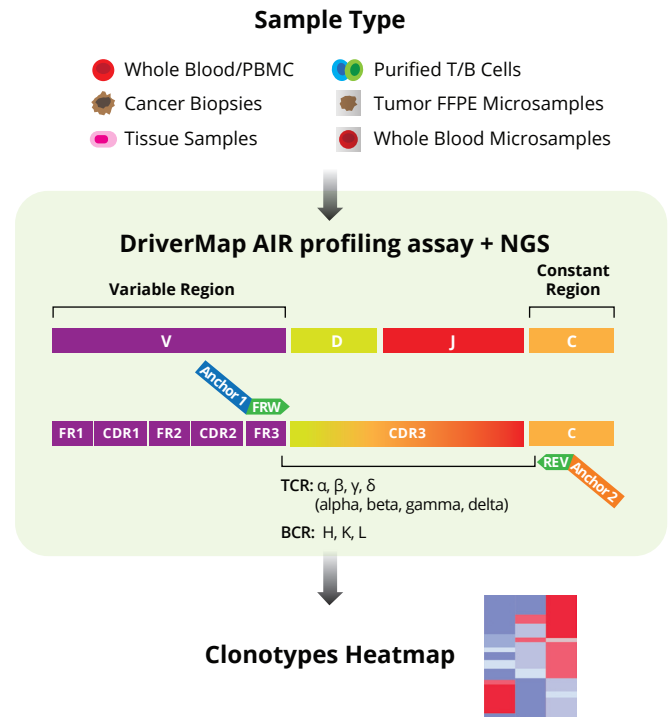 Sample Type
Whole Blood/PBMC
Purified T/B Cells
Cancer Biopsies
Tumor FFPE Microsamples
Tissue Samples
Whole Blood Microsamples
DriverMap AIR profiling assay + NGS
Variable Region
Constant
Region
V
D
J
C
Anchor 1
FRW
FR1
CDR1
FR2
CDR2
FR3
CDR3
C
REV
Anchor 2
TCR: α, β, γ, δ
(alpha, beta, gamma, delta)
BCR: H, K, L
Clonotypes Heatmap